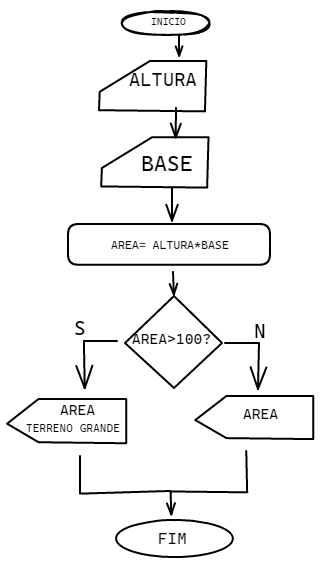 INICIO
ALTURA
BASE
AREA= ALTURA*BASE
AREA>100?
S
N
AREA
TERRENO GRANDE
AREA
FIM